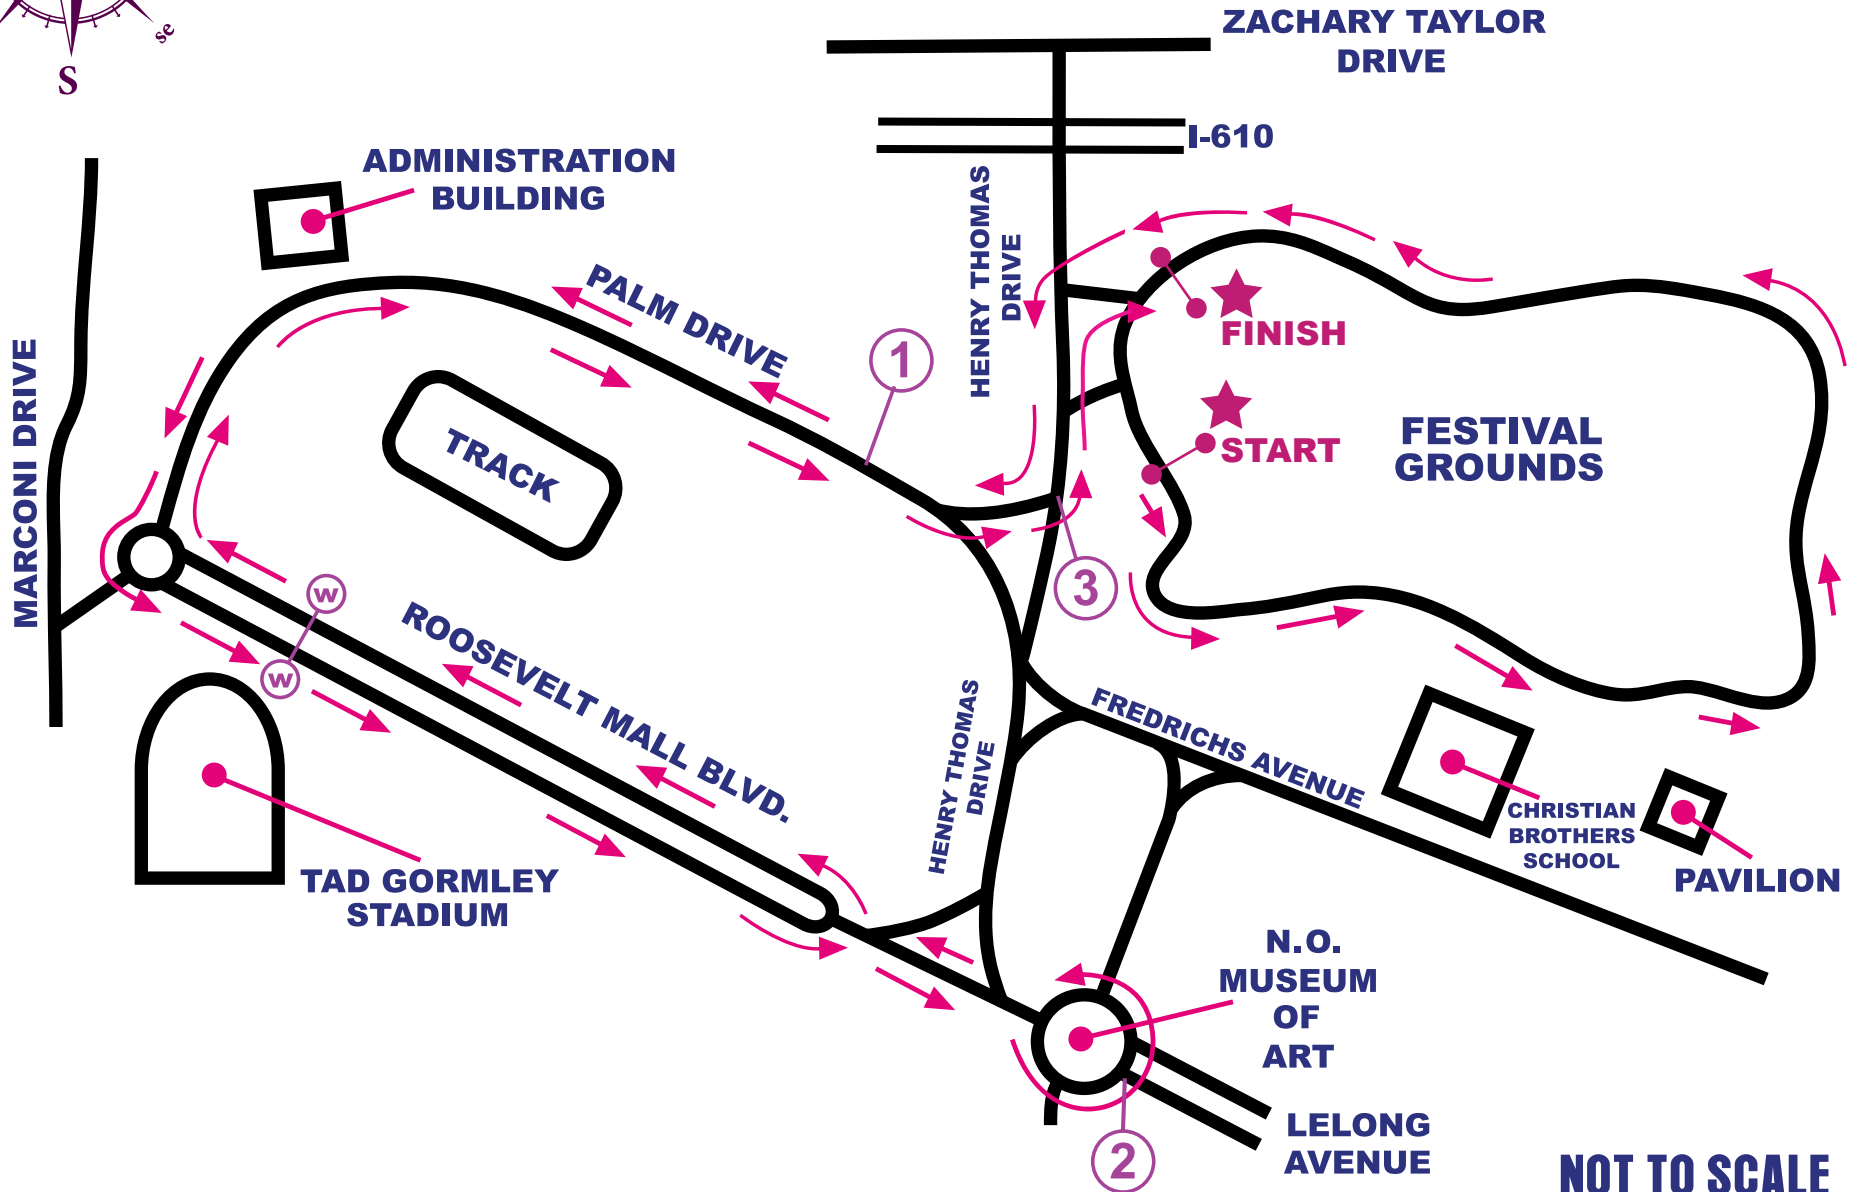 ZACHARY TAYLOR
DRIVE
se
S
I-610
ADMINISTRATION
BUILDING
HENRY THOMAS
DRIVE
PALM DRIVE
FINISH
1
MARCONI DRIVE
START
FESTIVAL
GROUNDS
TRACK
3
W
W
ROOSEVELT MALL BLVD.
HENRY THOMAS
DRIVE
FREDRICHS AVENUE
CHRISTIAN
BROTHERS
SCHOOL
PAVILION
TAD GORMLEY
STADIUM
N.O.
MUSEUM
OF
ART
LELONG
AVENUE
2
NOT TO SCALE